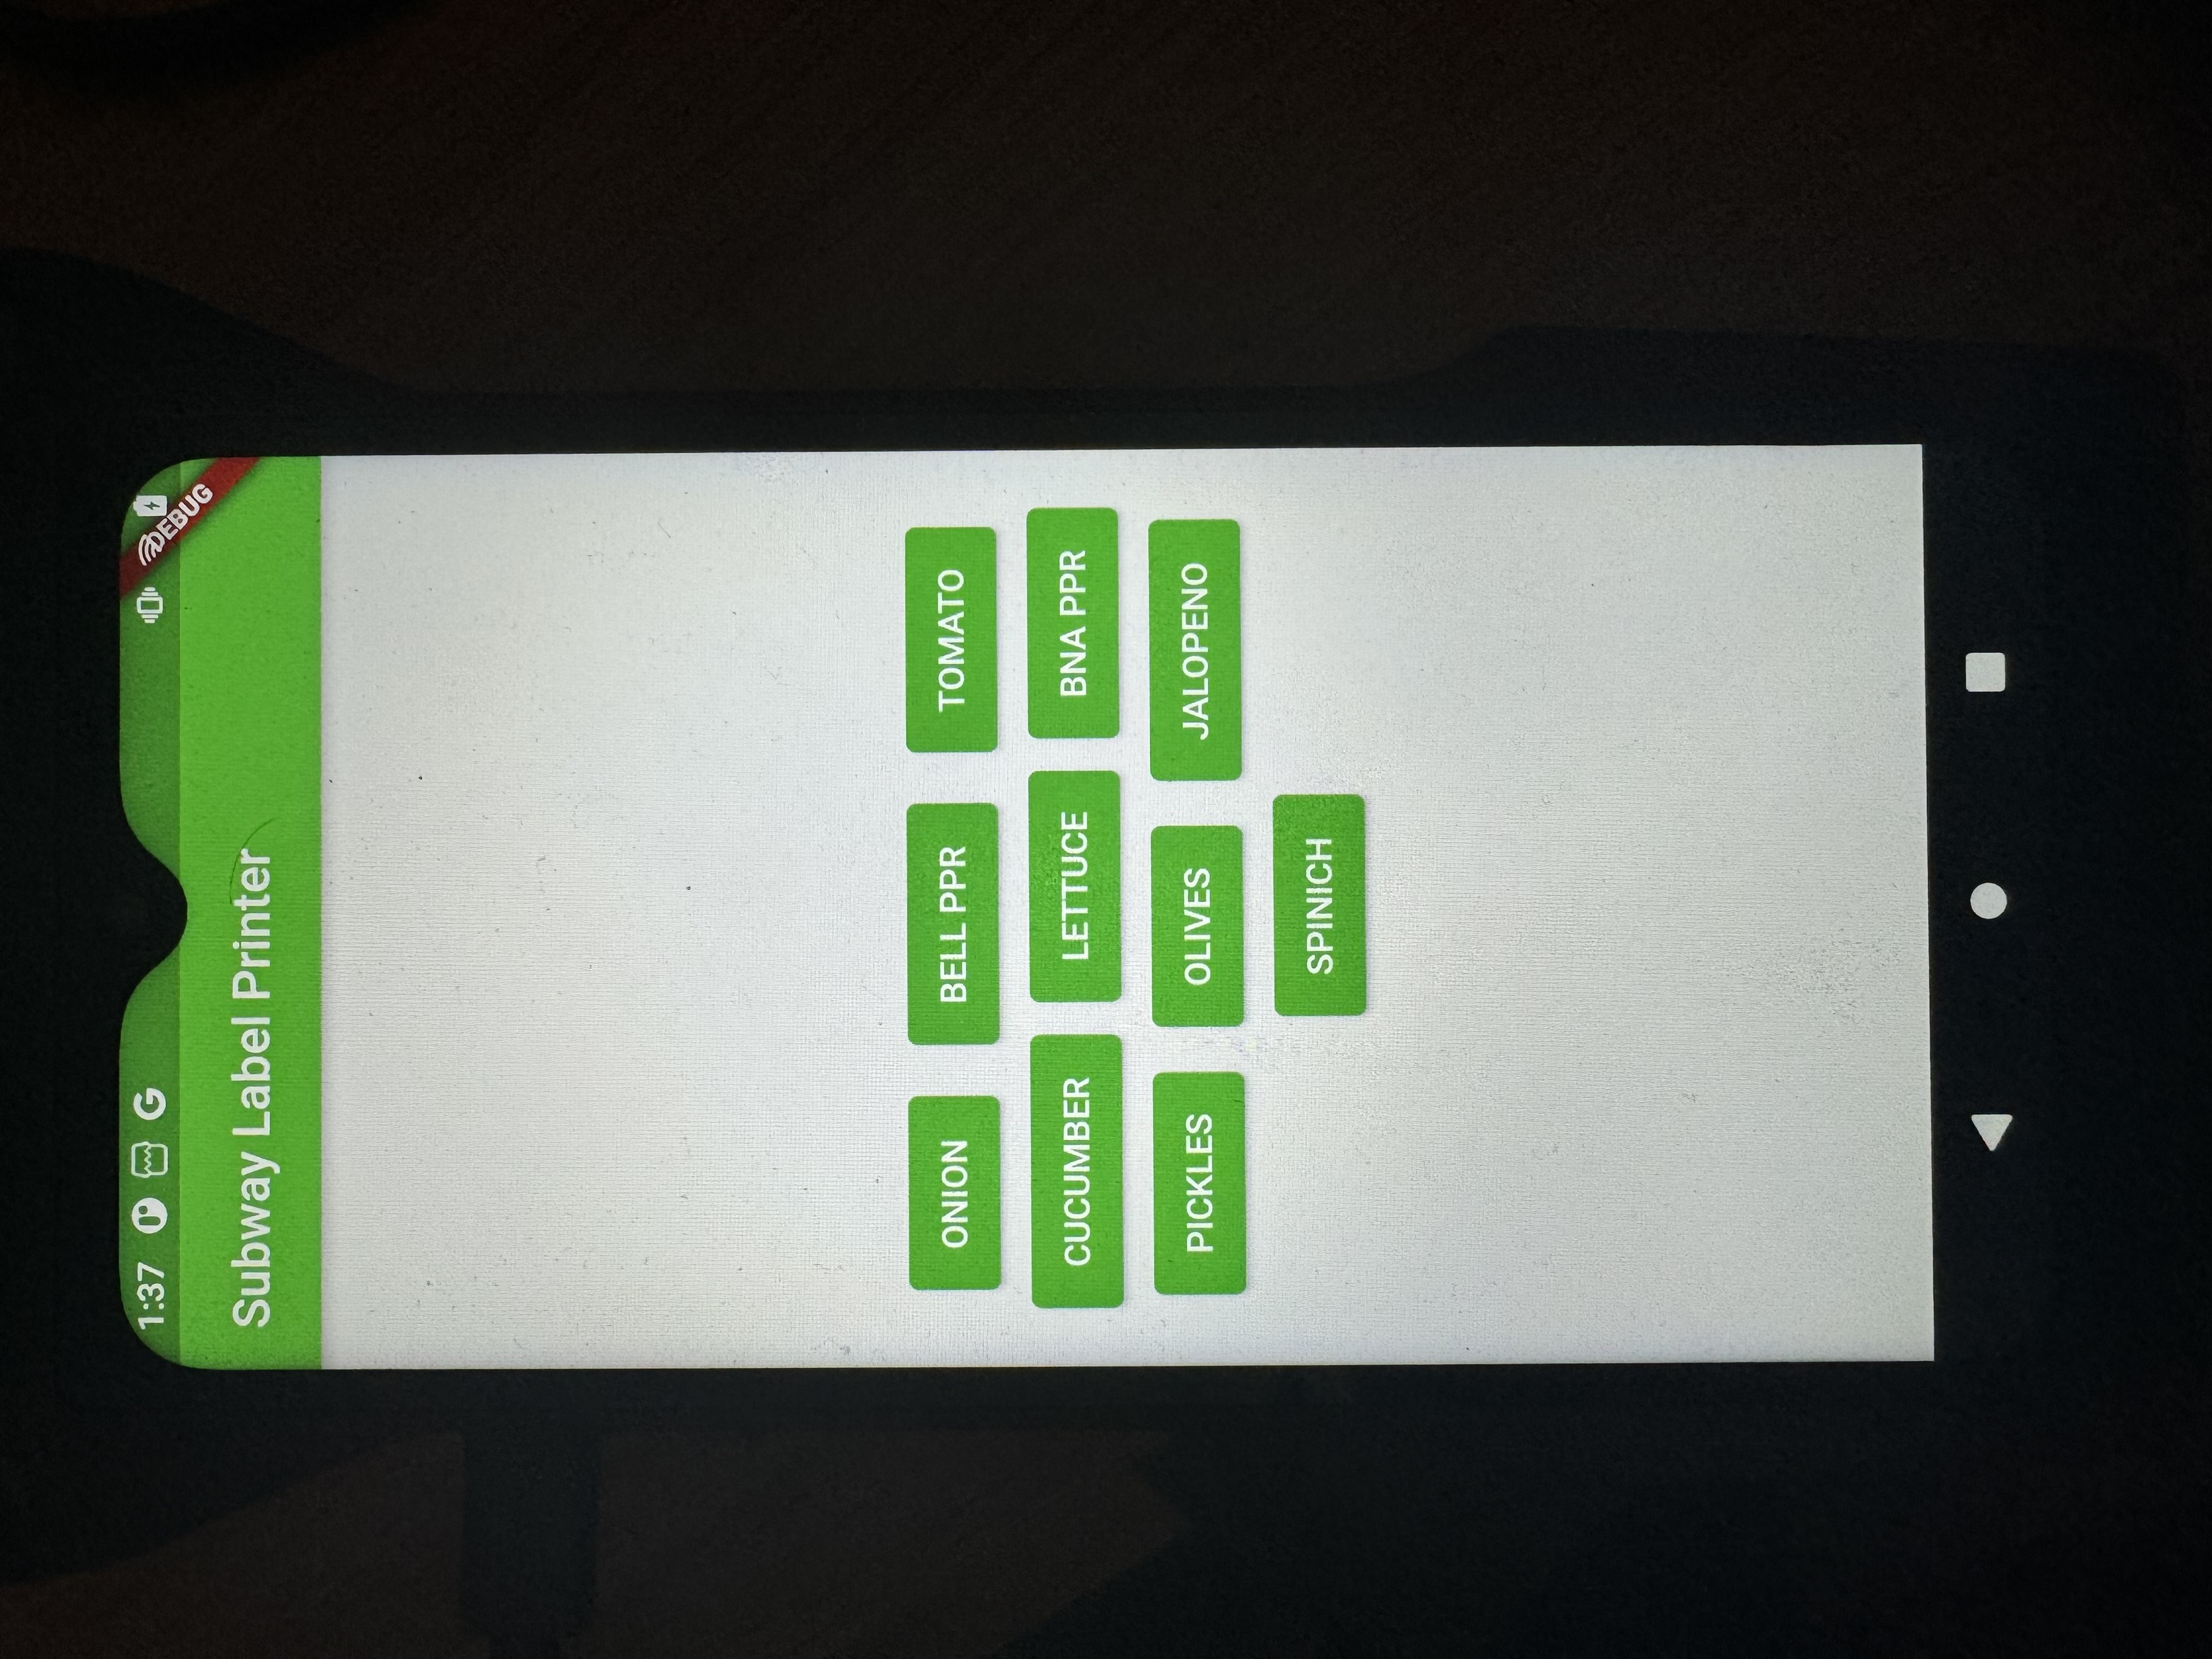 1:37 G
DEBUG
Subway Label Printer
ONION BELL PPR TOMATO
CUCUMBER LETTUCE BNA PPR
PICKLES OLIVES JALOPENO
SPINICH